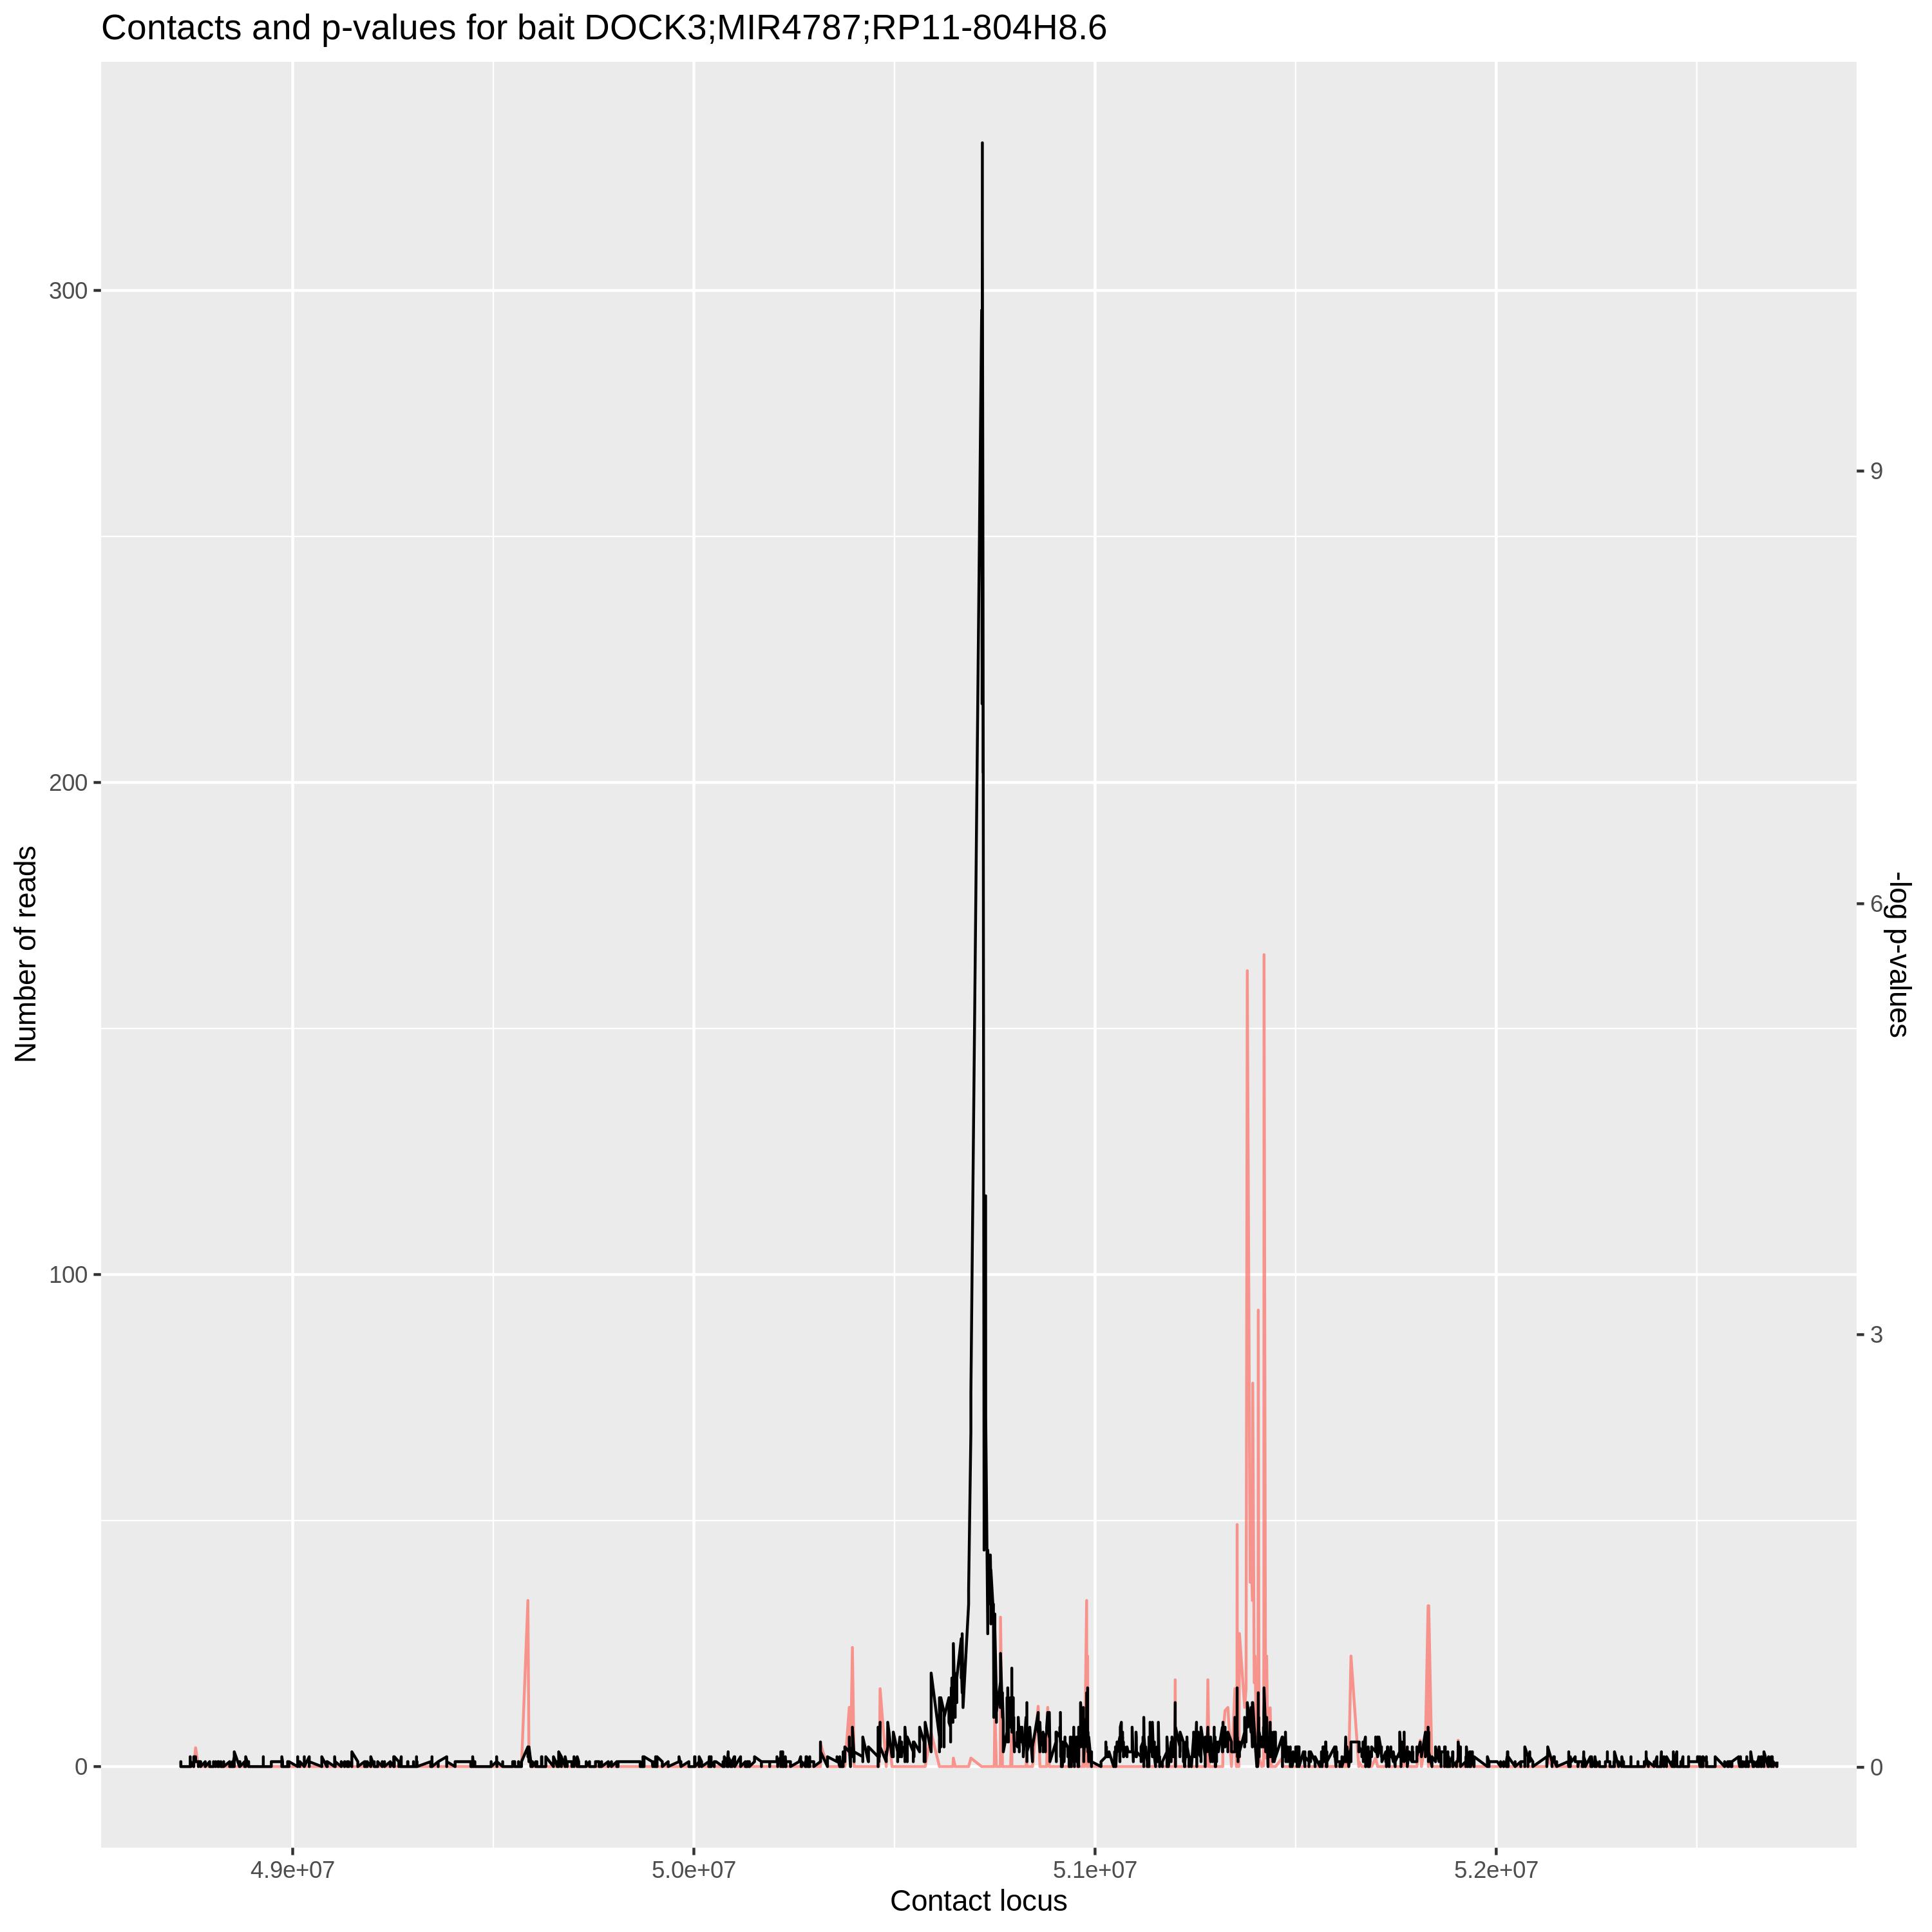 Contacts and p-values for bait DOCK3;MIR4787;RP11-804H8.6
300
200
100
0
Number of reads
9
6
3
0
-log p-values
4.9e+07
5.0e+07
5.1e+07
5.2e+07
Contact locus